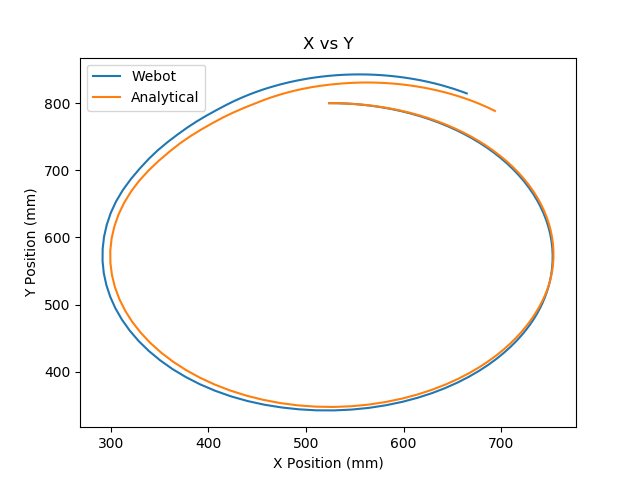 X vs Y
Webot
Analytical
800
700
600
500
400
Y Position (mm)
300 400 500 600 700
X Position (mm)